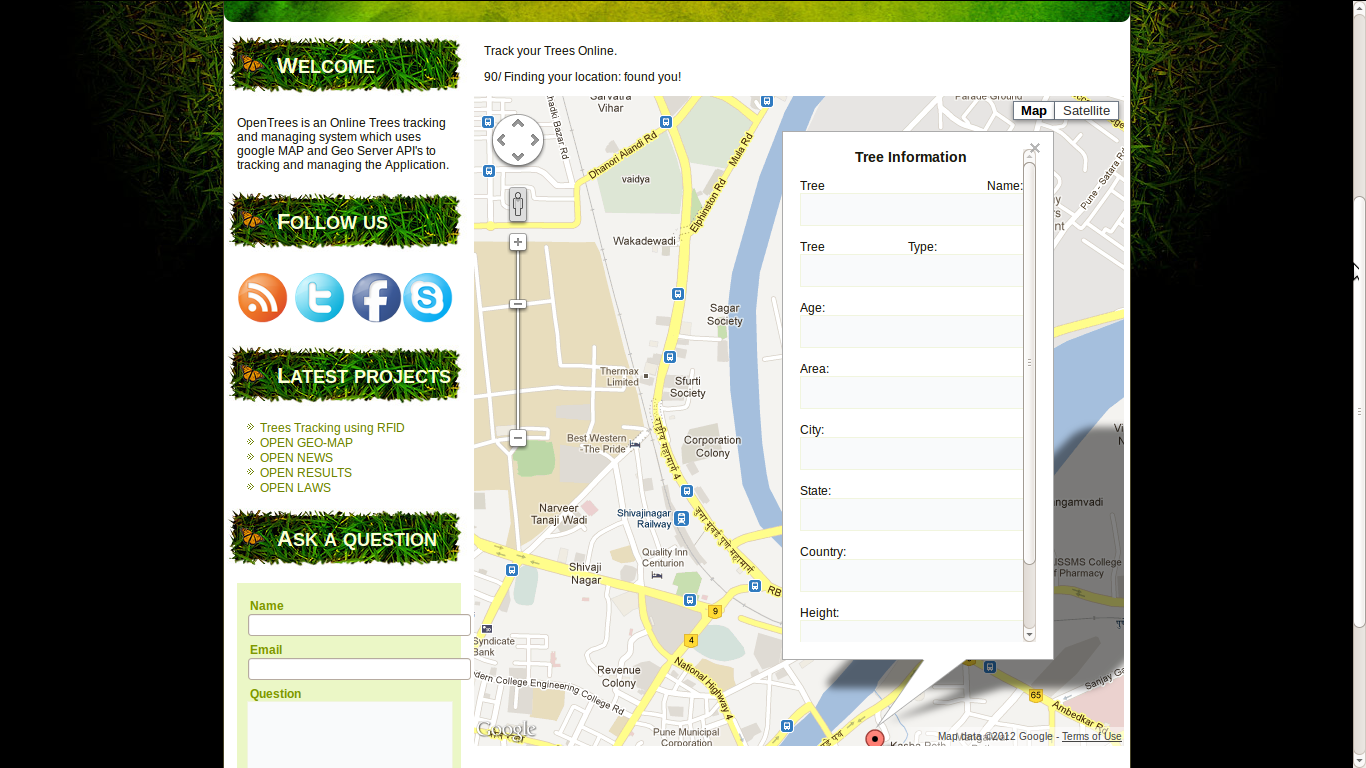 WELCOME
OpenTrees is an Online Trees tracking
and managing system which uses
google MAP and Geo Server API's to
tracking and managing the Application.
FOLLOW US
LATEST PROJECTS
Trees Tracking using RFID
OPEN GEO-MAP
OPEN NEWS
OPEN RESULTS
OPEN LAWS
ASK A QUESTION
Name
Email
Question
Track your Trees Online.
90/ Finding your location: found you!
Map
Satellite
Vihar
Parade Ground
Dhanori Alandi Rd
Mula Rd
Elphinston Rd
vaidya
Wakadewadi
Pune - Satara
Sagar
Society
Thermax
Limited
Sfurti
Society
Best Western
-The Pride
Corporation
Colony
Narveer
Tanaji Wadi
Shivajinagar
Railway
Quality Inn
Centurion
Shivaji
Nagar
RB
9
4
Syndicate
Bank
Revenue
Colony
College Engineering College Rd
National Highway 4
Pune Municipal
Corporation
65
Ambedkar Rd
Sanjay
College
of Pharmacy
Google
Map data ©2012 Google - Terms of Use
Tree Information
Tree Name:
Tree Type:
Age:
Area:
City:
State:
Country:
Height: